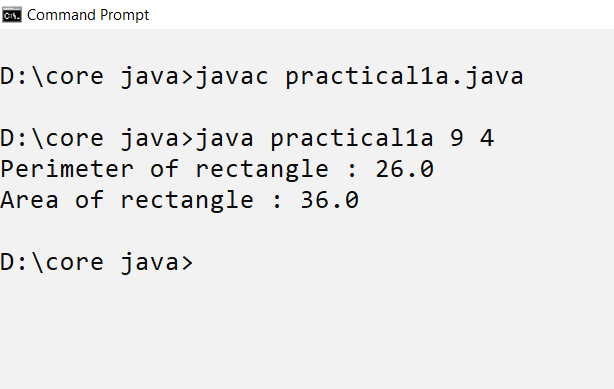 Command Prompt
D:\core java>javac practical1a.java
D:\core java>java practical1a 9 4
Perimeter of rectangle : 26.0
Area of rectangle : 36.0
D:\core java>